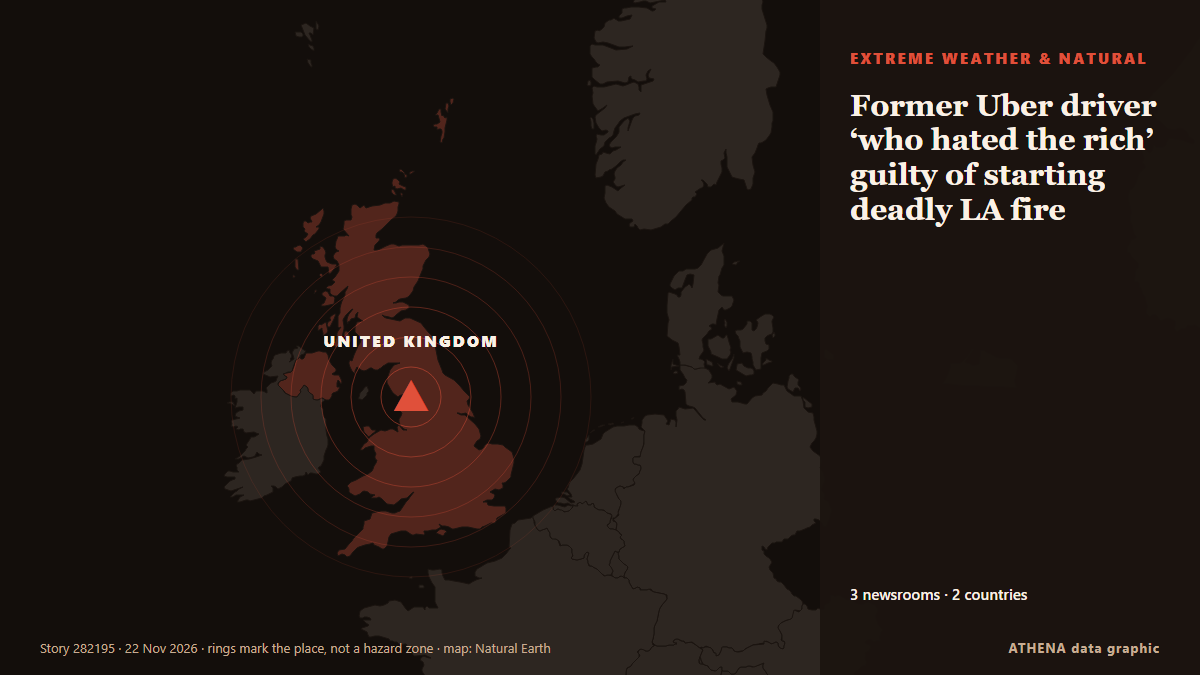 EXTREME WEATHER & NATURAL
Former Uber driver
‘who hated the rich’
guilty of starting
deadly LA fire
UNITED KINGDOM
3 newsrooms · 2 countries
Story 282195 · 22 Nov 2026 · rings mark the place, not a hazard zone · map: Natural Earth
ATHENA data graphic